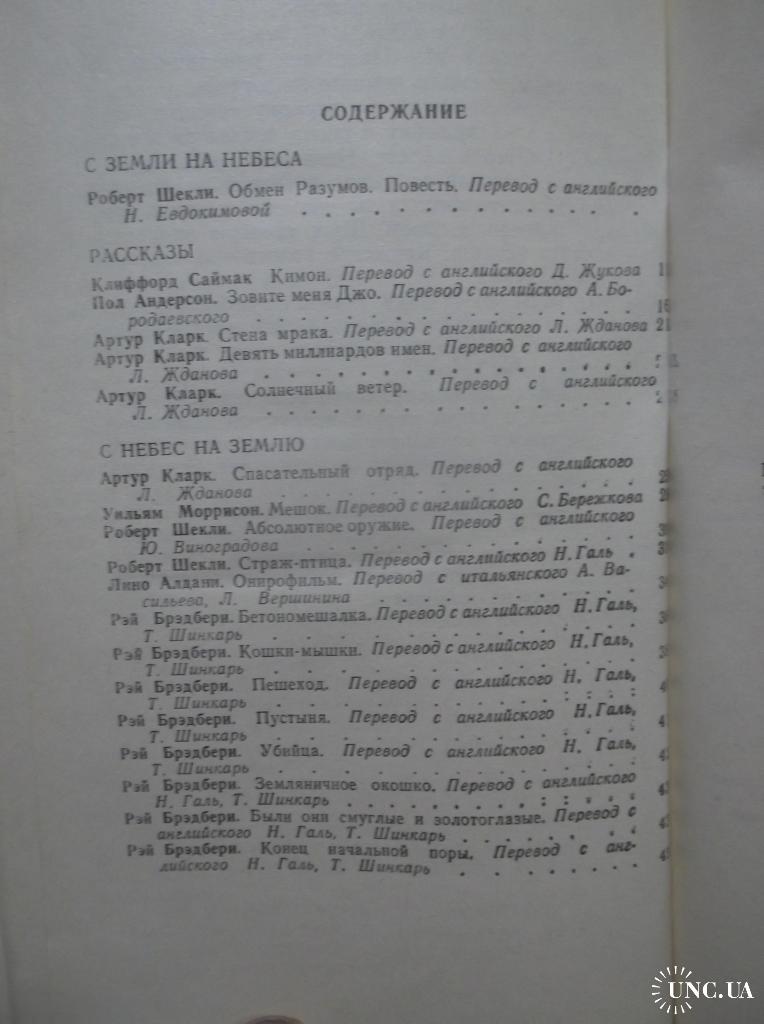 СОДЕРЖАНИЕ
С ЗЕМЛИ НА НЕБЕСА
Роберт Шекли. Обмен Разумов. Повесть. Перевод с английского
Н. Евдокимовой . . . . . . . . . . . . . .
РАССКАЗЫ
Клиффорд Саймак Кимон. Перевод с английского Д. Жукова
Пол Андерсон. Зовите меня Джо. Перевод с английского А. Бо-
родаевского . . . . . . . . . . . . . .
Артур Кларк. Стена мрака. Перевод с английского Л. Жданова
Артур Кларк. Девять миллиардов имен. Перевод с английского
Л. Жданова . . . . . . . . . . . . . .
Артур Кларк. Солнечный ветер. Перевод с английского
Л. Жданова . . . . . . . . . . . . . .
С НЕБЕС НА ЗЕМЛЮ
Артур Кларк. Спасательный отряд. Перевод с английского
Л. Жданова . . . . . . . . . . . . . .
Уильям Моррисон. Мешок. Перевод с английского С. Бережкова
Роберт Шекли. Абсолютное оружие. Перевод с английского
Ю. Виноградова . . . . . . . . . . . .
Роберт Шекли. Страж-птица. Перевод с английского Н. Галь .
Лино Алдани. Онирофильм. Перевод с итальянского А. Ва-
сильева, Л. Вершинина . . . . . . . . . .
Рэй Брэдбери. Бетономешалка. Перевод с английского Н. Галь,
Т. Шинкарь . . . . . . . . . . . . . .
Рэй Брэдбери. Кошки-мышки. Перевод с английского Н. Галь,
Т. Шинкарь . . . . . . . . . . . . . .
Рэй Брэдбери. Пешеход. Перевод с английского Н. Галь,
Т. Шинкарь . . . . . . . . . . . . . .
Рэй Брэдбери. Пустыня. Перевод с английского Н. Галь,
Т. Шинкарь . . . . . . . . . . . . . .
Рэй Брэдбери. Убийца. Перевод с английского Н. Галь,
Т. Шинкарь . . . . . . . . . . . . . .
Рэй Брэдбери. Земляничное окошко. Перевод с английского
Н. Галь, Т. Шинкарь . . . . . . . . . .
Рэй Брэдбери. Были они смуглые и золотоглазые. Перевод с
английского Н. Галь, Т. Шинкарь . . . . . .
Рэй Брэдбери. Конец начальной поры. Перевод с анг-
лийского Н. Галь, Т. Шинкарь . . . . . . .
UNC.UA